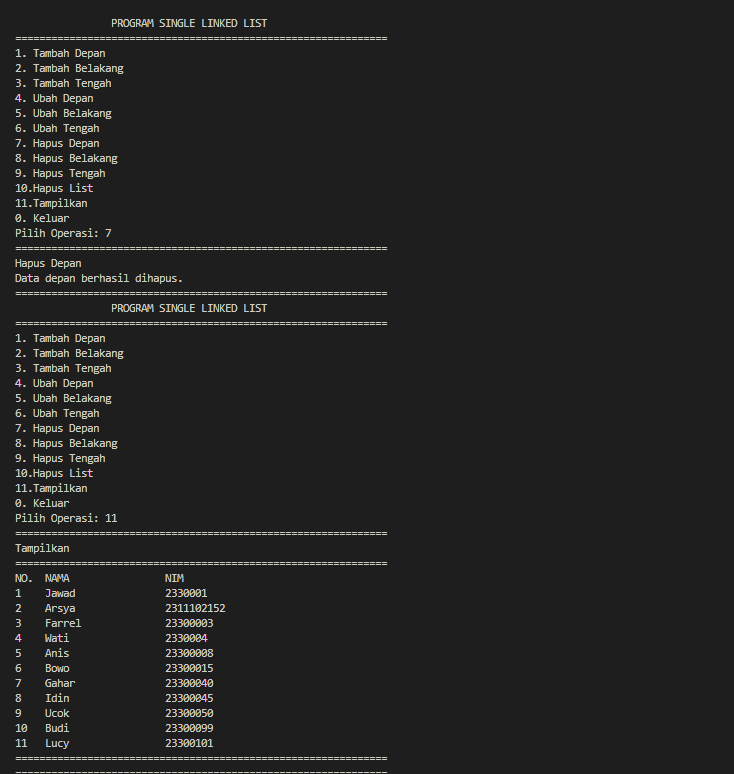 PROGRAM SINGLE LINKED LIST
==============================================================
1. Tambah Depan
2. Tambah Belakang
3. Tambah Tengah
4. Ubah Depan
5. Ubah Belakang
6. Ubah Tengah
7. Hapus Depan
8. Hapus Belakang
9. Hapus Tengah
10.Hapus List
11.Tampilkan
0. Keluar
Pilih Operasi: 7
==============================================================
Hapus Depan
Data depan berhasil dihapus.
==============================================================
PROGRAM SINGLE LINKED LIST
==============================================================
1. Tambah Depan
2. Tambah Belakang
3. Tambah Tengah
4. Ubah Depan
5. Ubah Belakang
6. Ubah Tengah
7. Hapus Depan
8. Hapus Belakang
9. Hapus Tengah
10.Hapus List
11.Tampilkan
0. Keluar
Pilih Operasi: 11
==============================================================
Tampilkan
==============================================================
NO. NAMA NIM
1 Jawad 2330001
2 Arsya 2311102152
3 Farrel 23300003
4 Wati 2330004
5 Anis 23300008
6 Bowo 23300015
7 Gahar 23300040
8 Idin 23300045
9 Ucok 23300050
10 Budi 23300099
11 Lucy 23300101
==============================================================
==============================================================